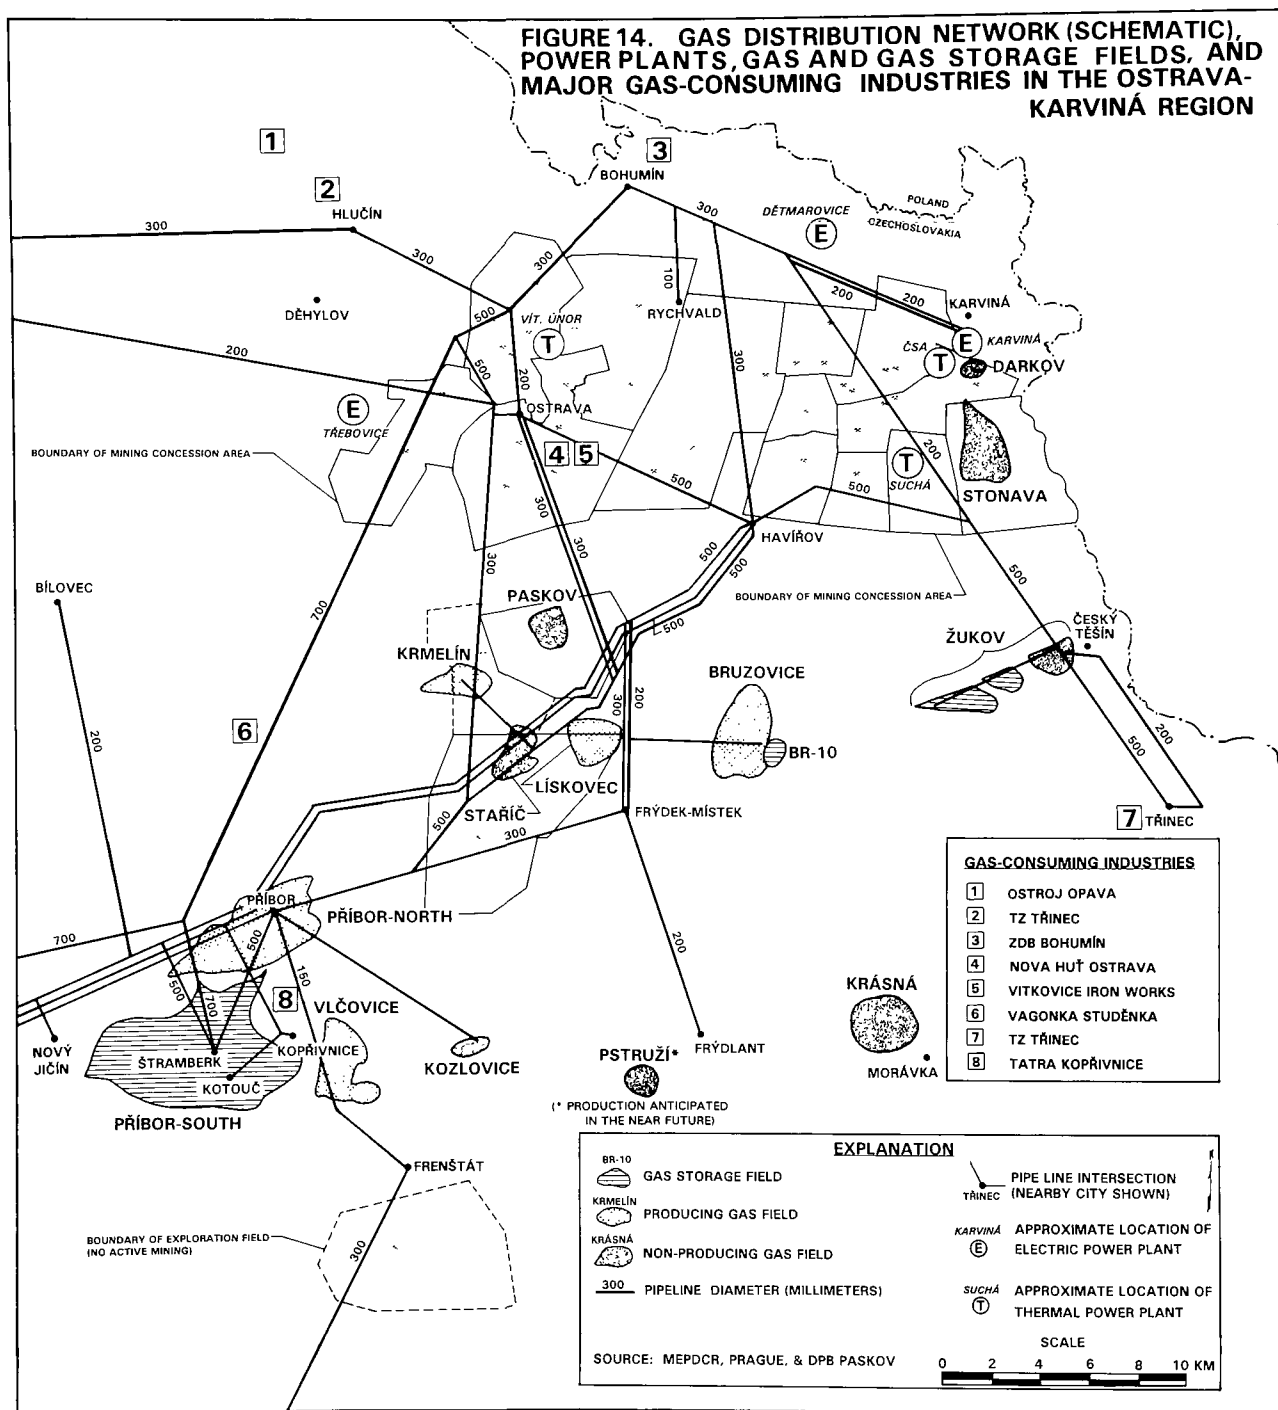 FIGURE 14. GAS DISTRIBUTION NETWORK (SCHEMATIC),
POWER PLANTS, GAS AND GAS STORAGE FIELDS, AND
MAJOR GAS-CONSUMING INDUSTRIES IN THE OSTRAVA-
KARVINÁ REGION
1
2
HLUČÍN
3
BOHUMÍN
POLAND
CZECHOSLOVAKIA
DĚTMAROVICE
E
300
300
300
300
100
RYCHVALD
DĚHYLOV
500
VÍT. ÚNOR
T
200
200
KARVINÁ
E
KARVINÁ
ČSA
T
DARKOV
200
500
200
300
OSTRAVA
E
TŘEBOVICE
BOUNDARY OF MINING CONCESSION AREA
4
5
500
T
SUCHÁ
200
STONAVA
500
300
300
300
HAVÍŘOV
500
500
500
BOUNDARY OF MINING CONCESSION AREA
500
BÍLOVEC
700
PASKOV
ČESKÝ
TĚŠÍN
ŽUKOV
KRMELÍN
BRUZOVICE
BR-10
200
300
200
6
LÍSKOVEC
STAŘÍČ
500
200
500
300
FRÝDEK-MÍSTEK
7
TŘINEC
PŘÍBOR
PŘÍBOR-NORTH
700
500
500
700
150
200
8
VLČOVICE
KRÁSNÁ
NOVÝ
JIČÍN
ŠTRAMBERK
KOPŘIVNICE
KOTOUČ
KOZLOVICE
FRÝDLANT
MORÁVKA
PSTRUŽÍ*
(* PRODUCTION ANTICIPATED
IN THE NEAR FUTURE)
PŘÍBOR-SOUTH
FRENŠTÁT
BOUNDARY OF EXPLORATION FIELD
(NO ACTIVE MINING)
300
GAS-CONSUMING INDUSTRIES
1 OSTROJ OPAVA
2 TZ TŘINEC
3 ZDB BOHUMÍN
4 NOVA HUŤ OSTRAVA
5 VITKOVICE IRON WORKS
6 VAGONKA STUDĚNKA
7 TZ TŘINEC
8 TATRA KOPŘIVNICE
EXPLANATION
BR-10
GAS STORAGE FIELD
KRMELÍN
PRODUCING GAS FIELD
KRÁSNÁ
NON-PRODUCING GAS FIELD
300 PIPELINE DIAMETER (MILLIMETERS)
TŘINEC
PIPE LINE INTERSECTION
(NEARBY CITY SHOWN)
KARVINÁ
E
APPROXIMATE LOCATION OF
ELECTRIC POWER PLANT
SUCHÁ
T
APPROXIMATE LOCATION OF
THERMAL POWER PLANT
SOURCE: MEPDCR, PRAGUE, & DPB PASKOV
SCALE
0 2 4 6 8 10 KM